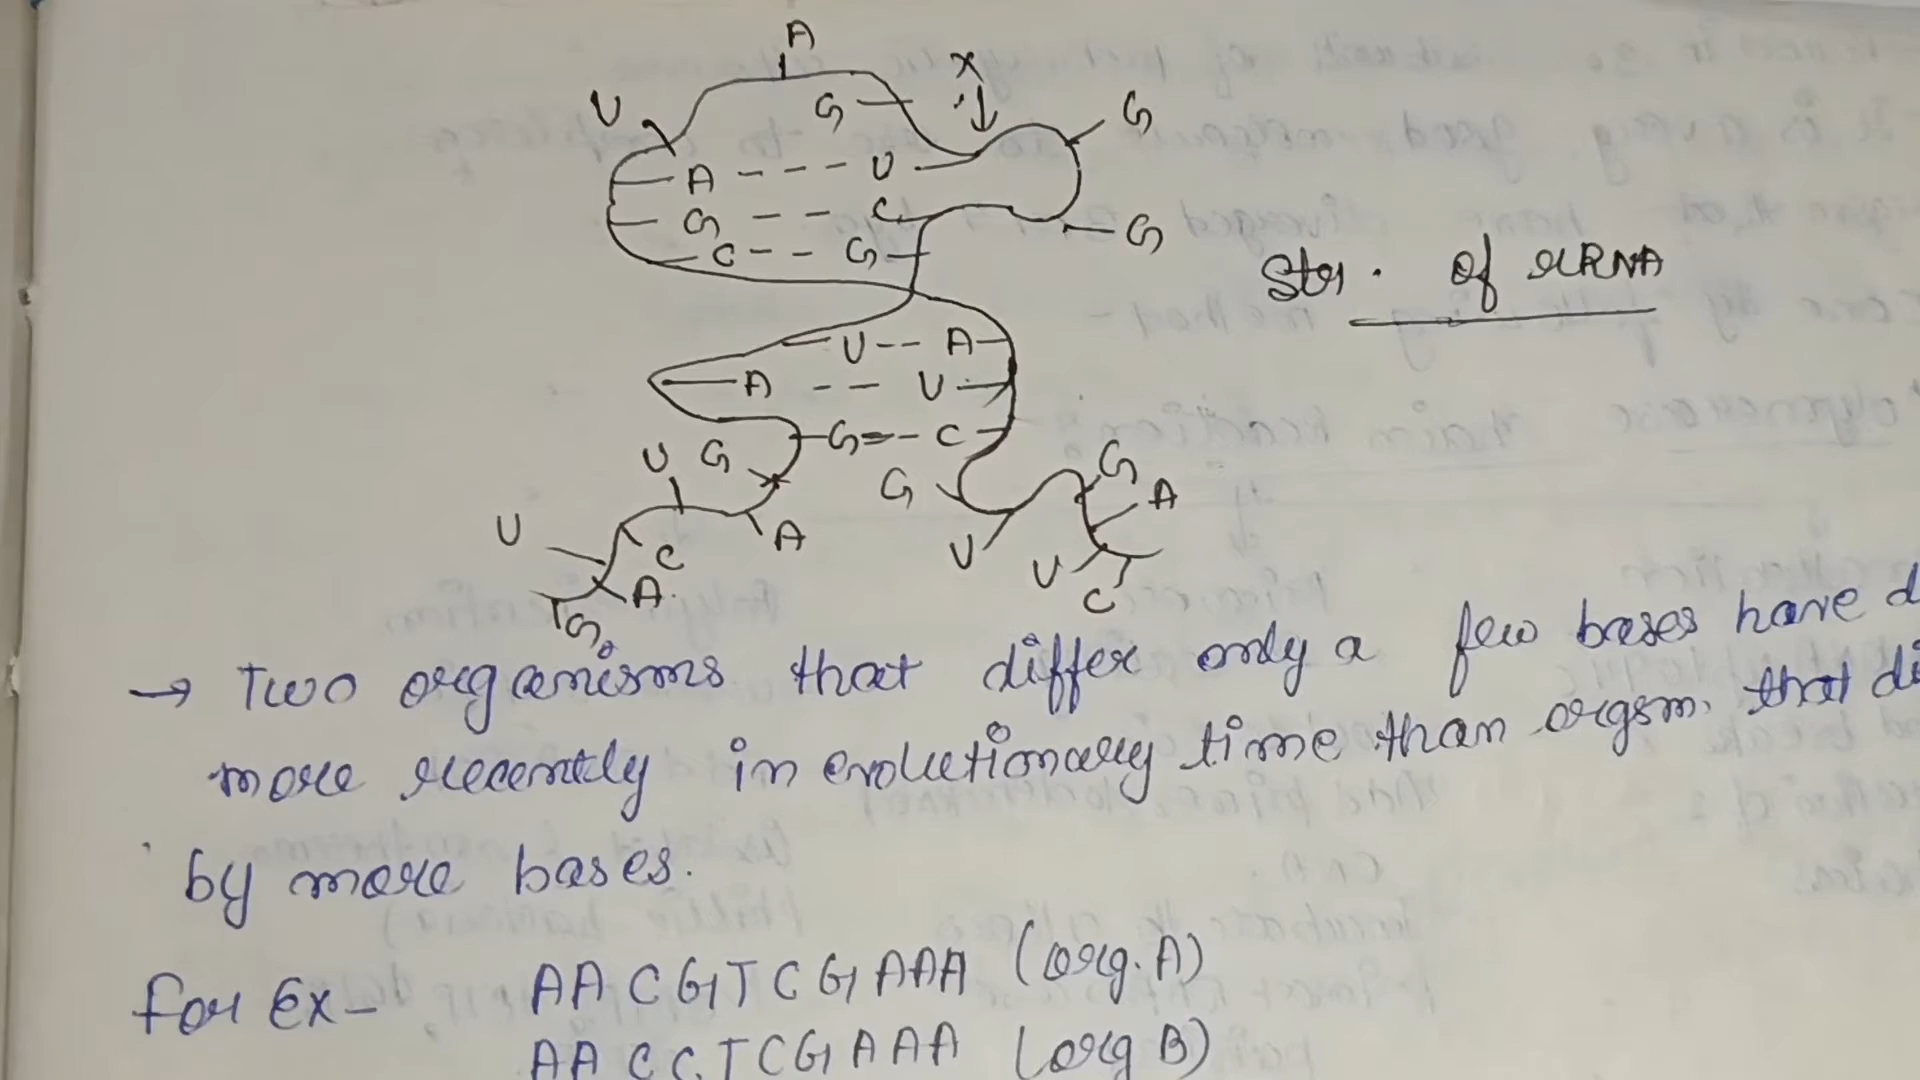 A
X
U G G
A - - - U
G - - C G
C - - G
Str. of rRNA
U - - A
A - - U
G = - C
U G G G A
U C A U U
A. C
G
→ Two organisms that differ only a few bases have
more recently in evolutionary time than orgsm. that
by more bases.
for Ex - AACGTCGAAA (org. A)
AACCTCGAAA (org B)